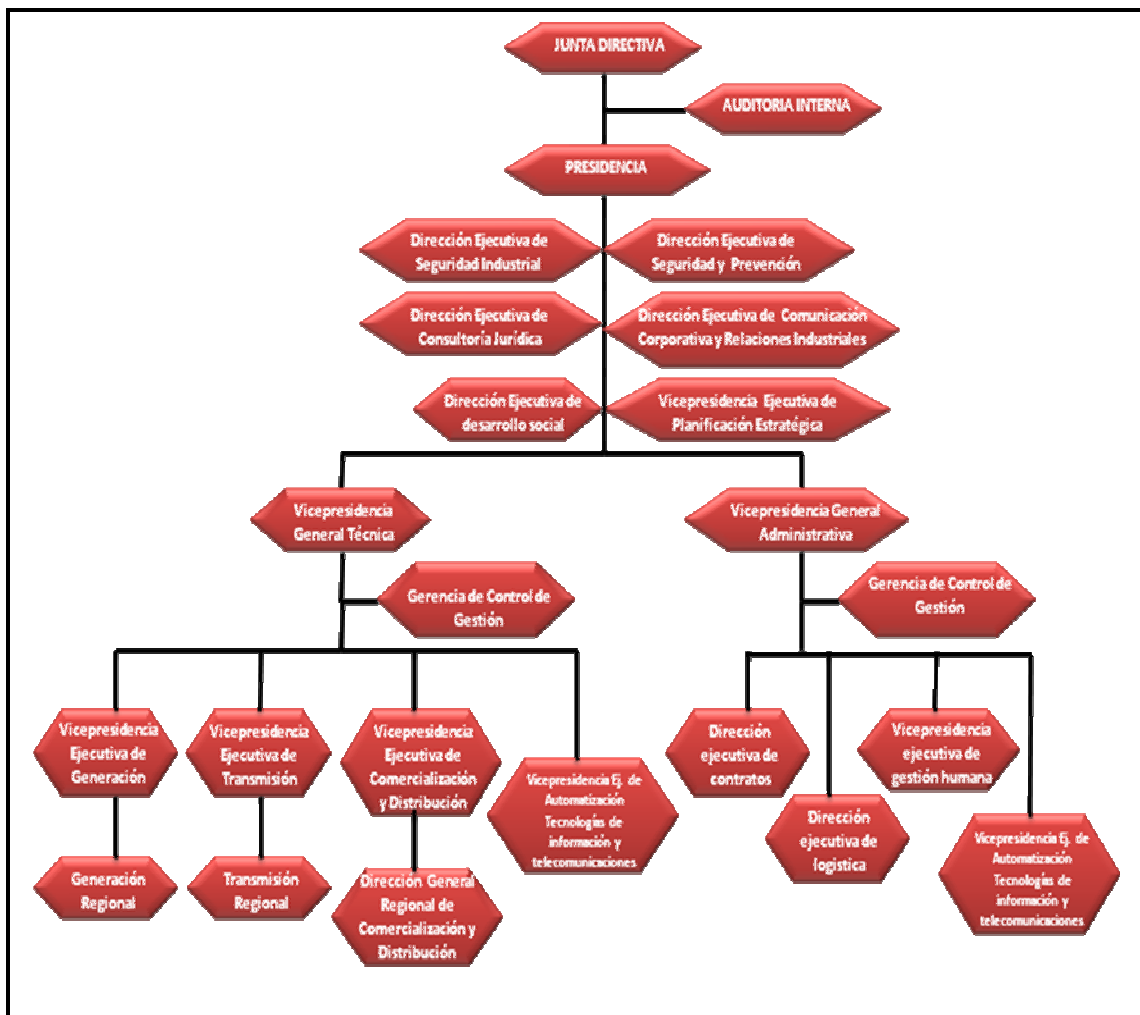 JUNTA DIRECTIVA
AUDITORIA INTERNA
PRESIDENCIA
Dirección Ejecutiva de
Seguridad Industrial
Dirección Ejecutiva de
Seguridad y Prevención
Dirección Ejecutiva de
Consultoría Jurídica
Dirección Ejecutiva de Comunicación
Corporativa y Relaciones Industriales
Dirección Ejecutiva de
desarrollo social
Vicepresidencia Ejecutiva de
Planificación Estratégica
Vicepresidencia
General Técnica
Vicepresidencia General
Administrativa
Gerencia de Control de
Gestión
Gerencia de Control de
Gestión
Vicepresidencia
Ejecutiva de
Generación
Vicepresidencia
Ejecutiva de
Transmisión
Vicepresidencia
Ejecutiva de
Comercialización
y Distribución
Vicepresidencia Ej. de
Automatización
Tecnologías de
información y
telecomunicaciones
Dirección
ejecutiva de
contratos
Dirección
ejecutiva de
logística
Vicepresidencia
ejecutiva de
gestión humana
Vicepresidencia Ej. de
Automatización
Tecnologías de
información y
telecomunicaciones
Generación
Regional
Transmisión
Regional
Dirección General
Regional de
Comercialización y
Distribución